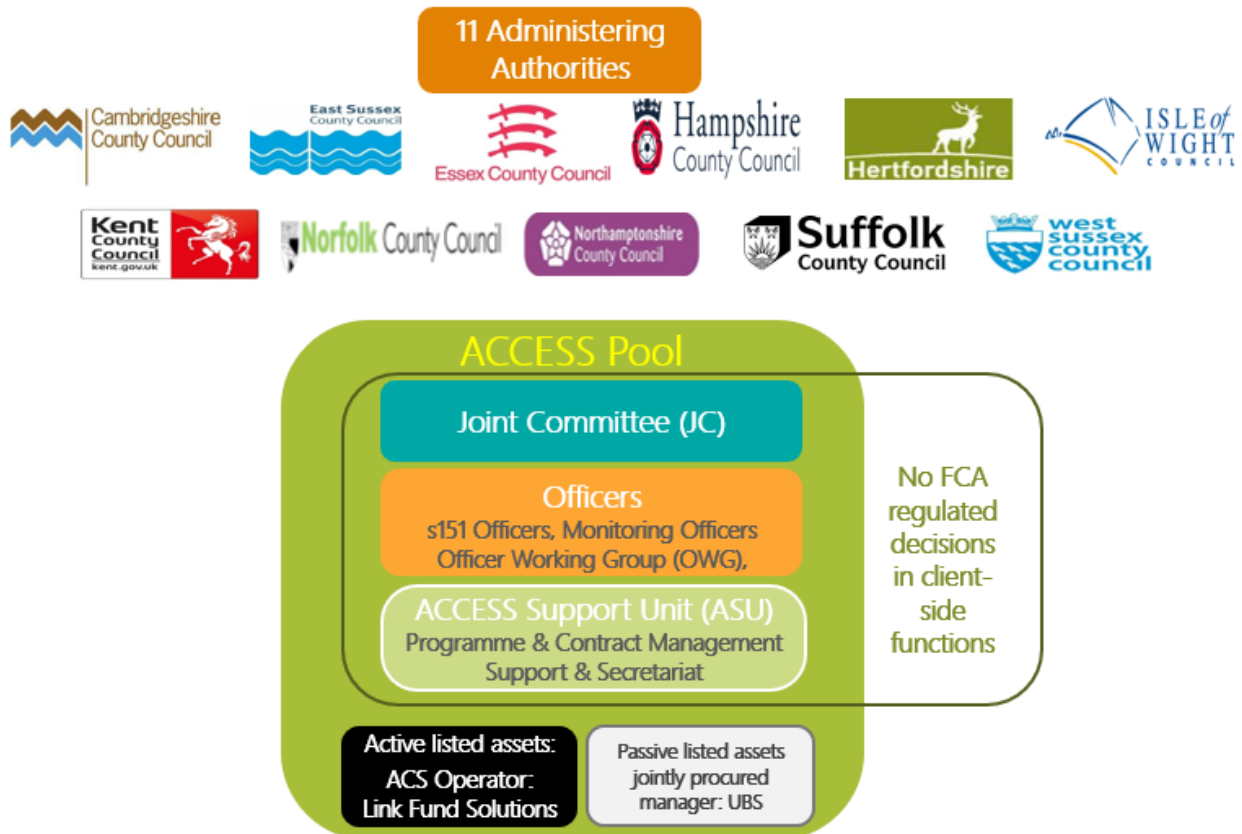 11 Administering
Authorities
Cambridgeshire
County Council
East Sussex
County Council
Essex County Council
Hampshire
County Council
Hertfordshire
ISLE of
WIGHT
COUNCIL
Kent
County
Council
kent.gov.uk
Norfolk County Council
Northamptonshire
County Council
Suffolk
County Council
west
sussex
county
council
ACCESS Pool
Joint Committee (JC)
Officers
s151 Officers, Monitoring Officers
Officer Working Group (OWG),
ACCESS Support Unit (ASU)
Programme & Contract Management
Support & Secretariat
No FCA
regulated
decisions
in client-
side
functions
Active listed assets:
ACS Operator:
Link Fund Solutions
Passive listed assets
jointly procured
manager: UBS